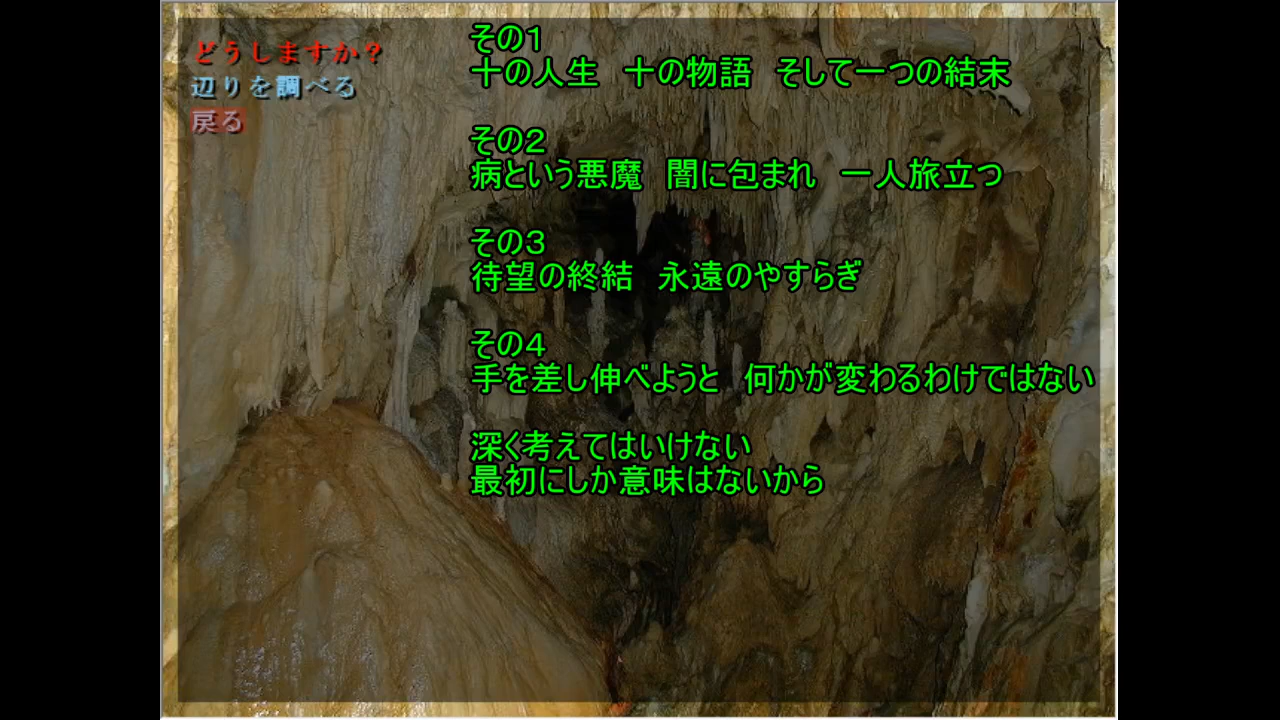 どうしますか？
辺りを調べる
戻る
その１
十の人生　十の物語　そして一つの結末
その２
病という悪魔　闇に包まれ　一人旅立つ
その３
待望の終結　永遠のやすらぎ
その４
手を差し伸べようと　何かが変わるわけではない
深く考えてはいけない
最初にしか意味はないから